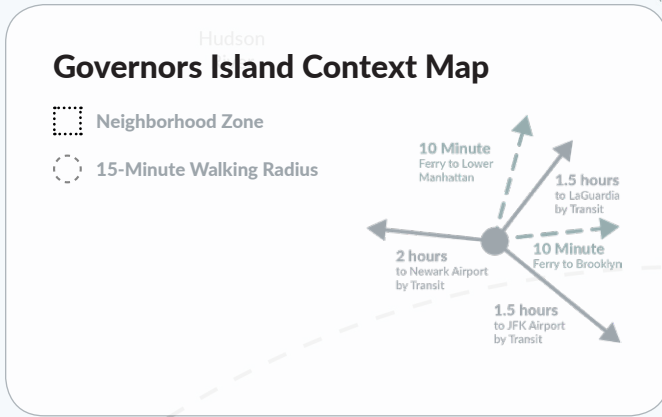 Hudson
Governors Island Context Map
Neighborhood Zone
15-Minute Walking Radius
10 Minute
Ferry to Lower
Manhattan
1.5 hours
to LaGuardia
by Transit
10 Minute
Ferry to Brooklyn
2 hours
to Newark Airport
by Transit
1.5 hours
to JFK Airport
by Transit